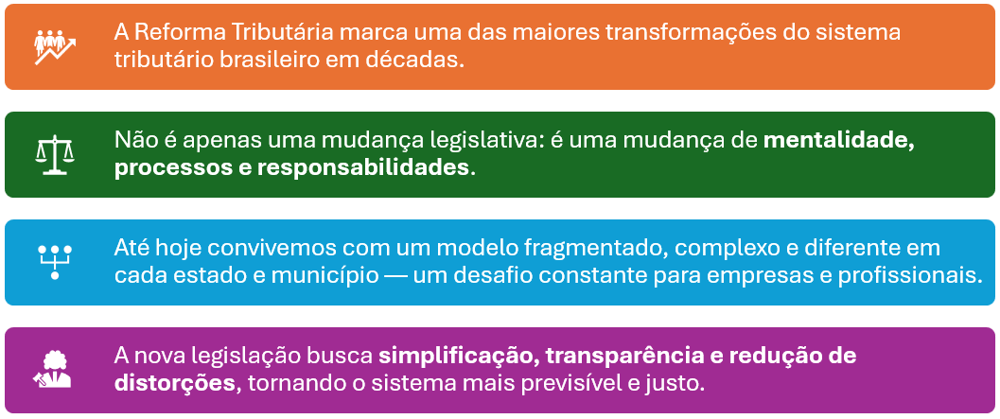 A Reforma Tributária marca uma das maiores transformações do sistema
tributário brasileiro em décadas.
Não é apenas uma mudança legislativa: é uma mudança de mentalidade,
processos e responsabilidades.
Até hoje convivemos com um modelo fragmentado, complexo e diferente em
cada estado e município — um desafio constante para empresas e profissionais.
A nova legislação busca simplificação, transparência e redução de
distorções, tornando o sistema mais previsível e justo.